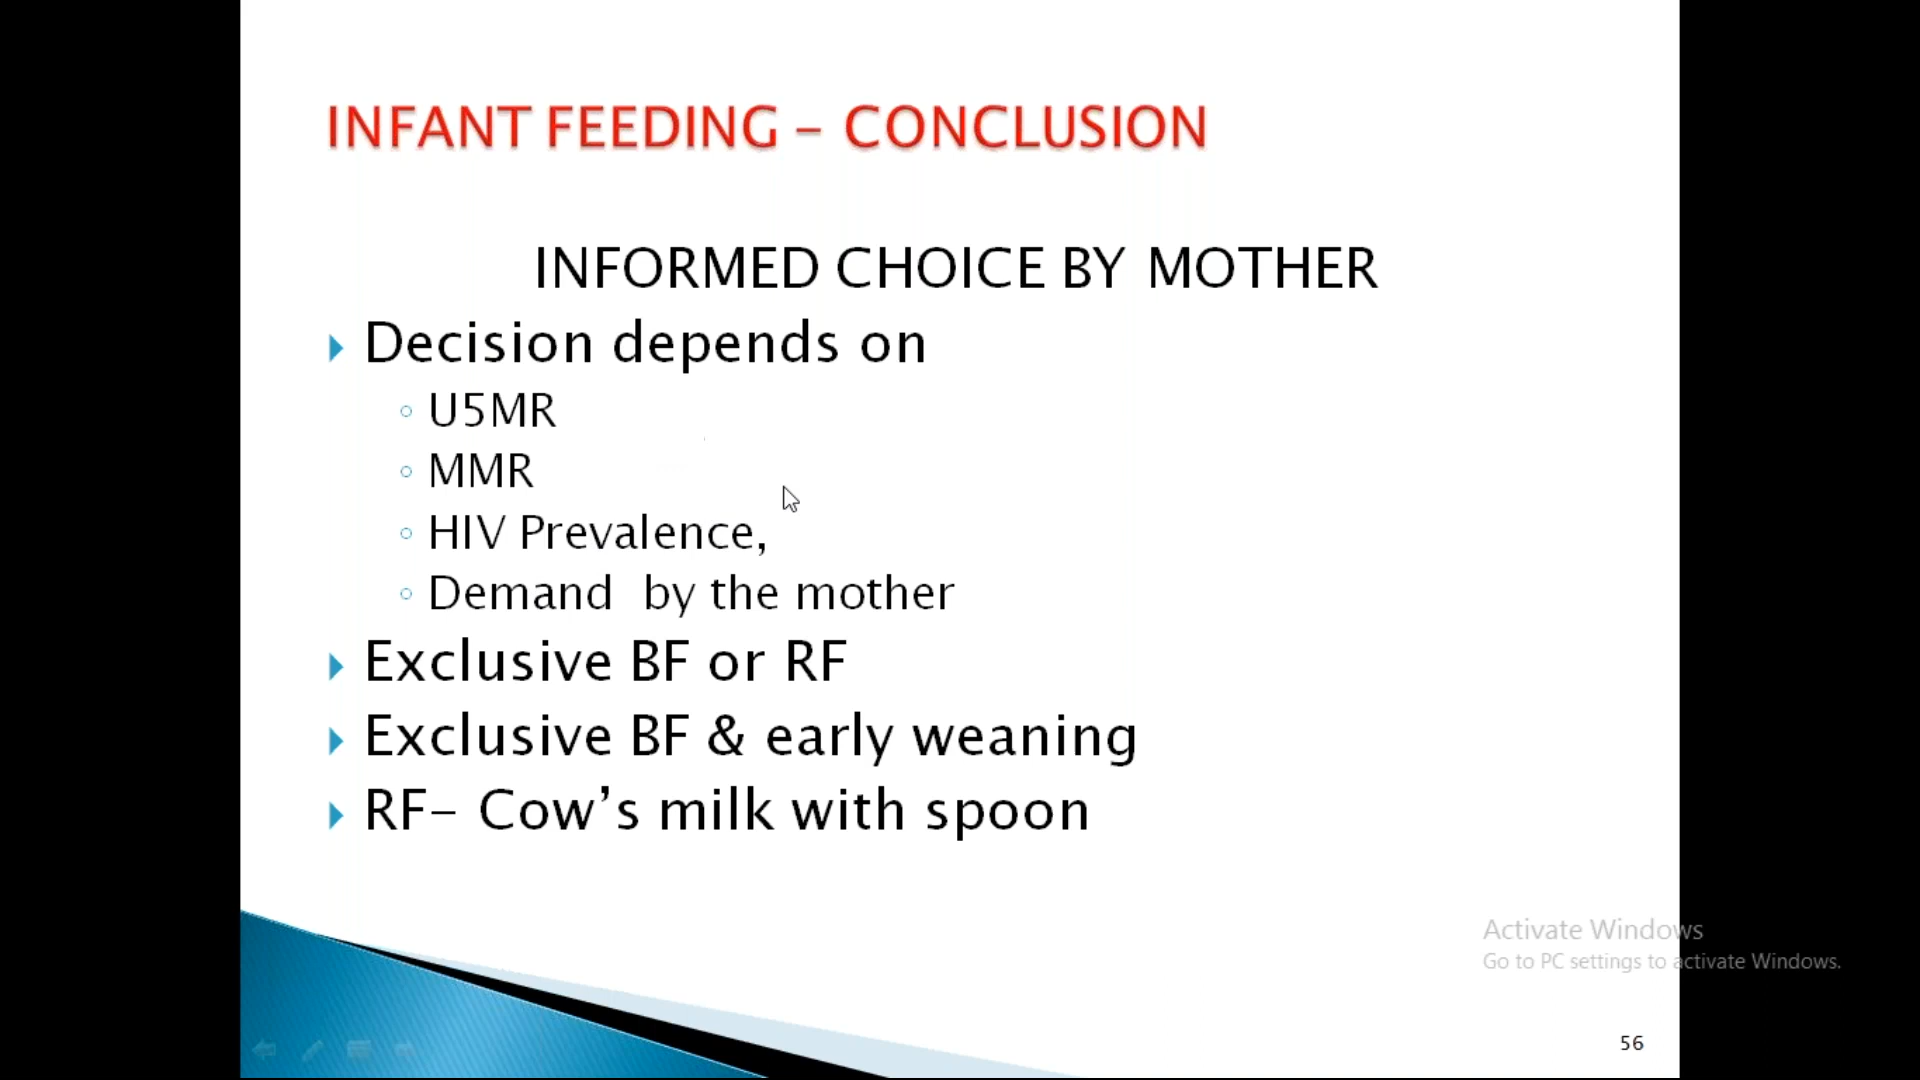 INFANT FEEDING – CONCLUSION
INFORMED CHOICE BY MOTHER
Decision depends on
U5MR
MMR
HIV Prevalence,
Demand by the mother
Exclusive BF or RF
Exclusive BF & early weaning
RF– Cow’s milk with spoon
Activate Windows
Go to PC settings to activate Windows.
56